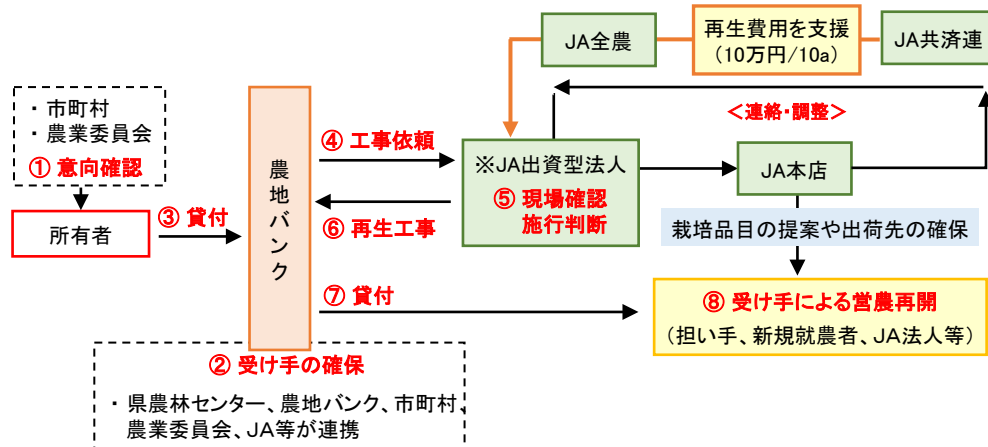 JA全農
再生費用を支援
(10万円/10a)
JA共済連
・ 市町村
・ 農業委員会
① 意向確認
所有者
③ 貸付
農地バンク
④ 工事依頼
⑥ 再生工事
＜連絡・調整＞
※JA出資型法人
⑤ 現場確認
施行判断
JA本店
栽培品目の提案や出荷先の確保
⑦ 貸付
⑧ 受け手による営農再開
（担い手、新規就農者、JA法人等）
② 受け手の確保
・ 県農林センター、農地バンク、市町村、
農業委員会、JA等が連携